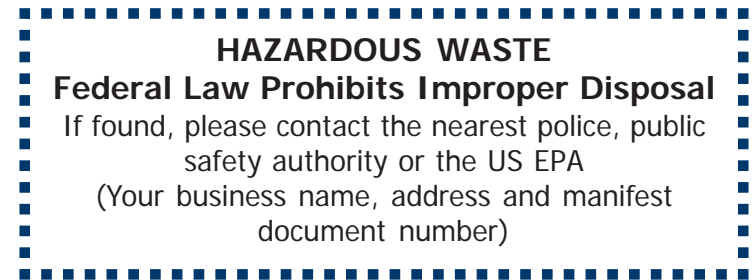 HAZARDOUS WASTE
Federal Law Prohibits Improper Disposal
If found, please contact the nearest police, public
safety authority or the US EPA
(Your business name, address and manifest
document number)